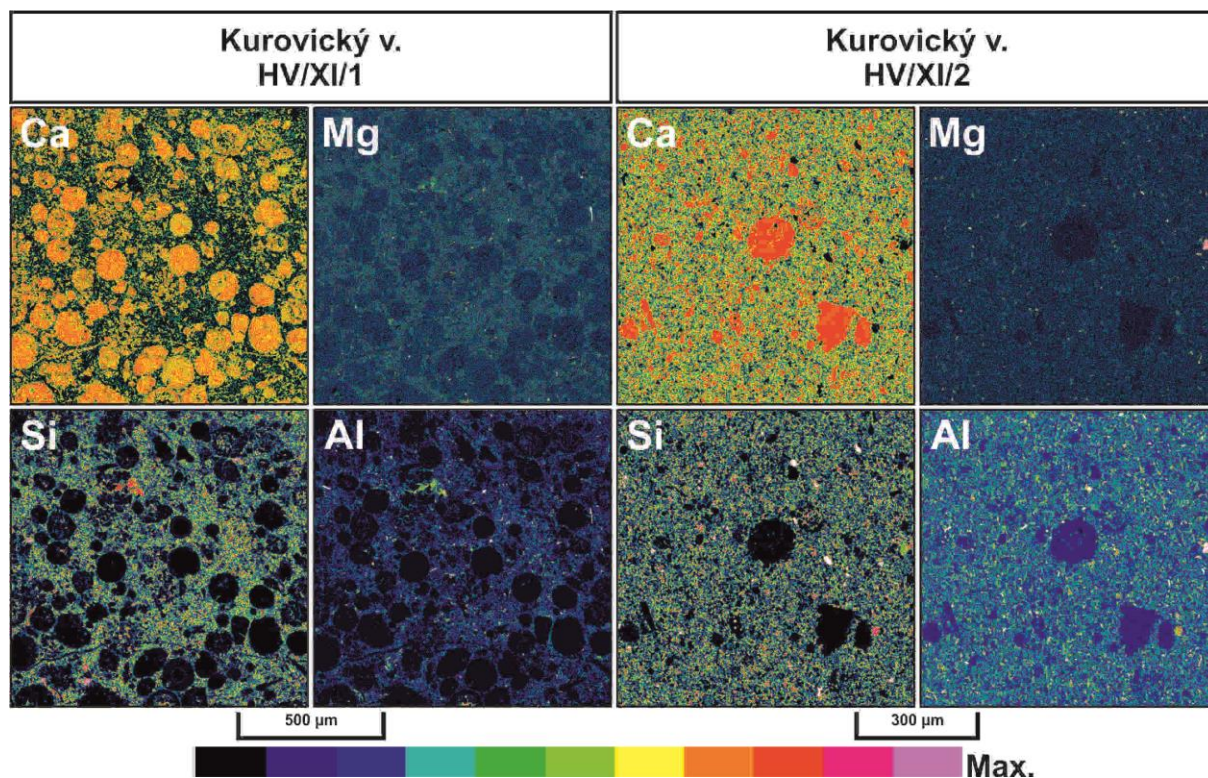 Kurovický v.
HV/XI/1
Kurovický v.
HV/XI/2
Ca
Mg
Ca
Mg
Si
Al
Si
Al
500 µm
300 µm
Max.